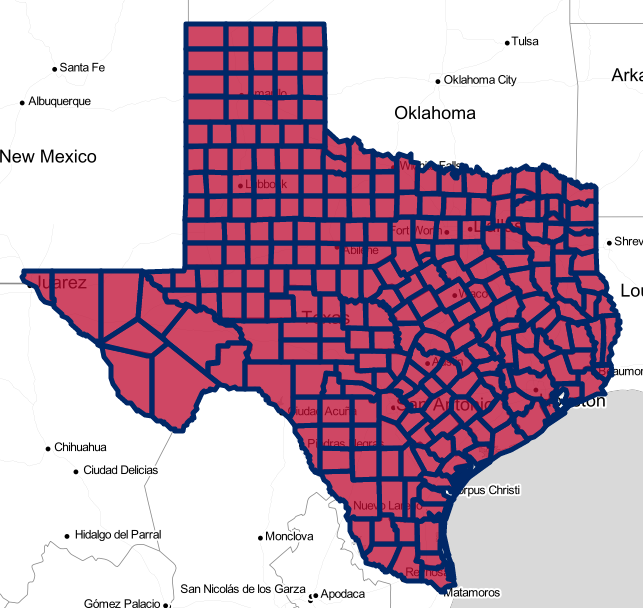 Tulsa
Santa Fe
Arka
Oklahoma City
Amarillo
Albuquerque
Oklahoma
New Mexico
Wichita Falls
Lubbock
Fort Worth
Dallas
Shrev
Abilene
Juarez
Lou
Waco
Texas
Austin
Beaumon
San Antonio
ston
Ciudad Acuña
Piedras Negras
Chihuahua
Ciudad Delicias
Corpus Christi
Nuevo Laredo
Hidalgo del Parral
Monclova
Reynosa
San Nicolás de los Garza
Apodaca
Matamoros
Gómez Palacio